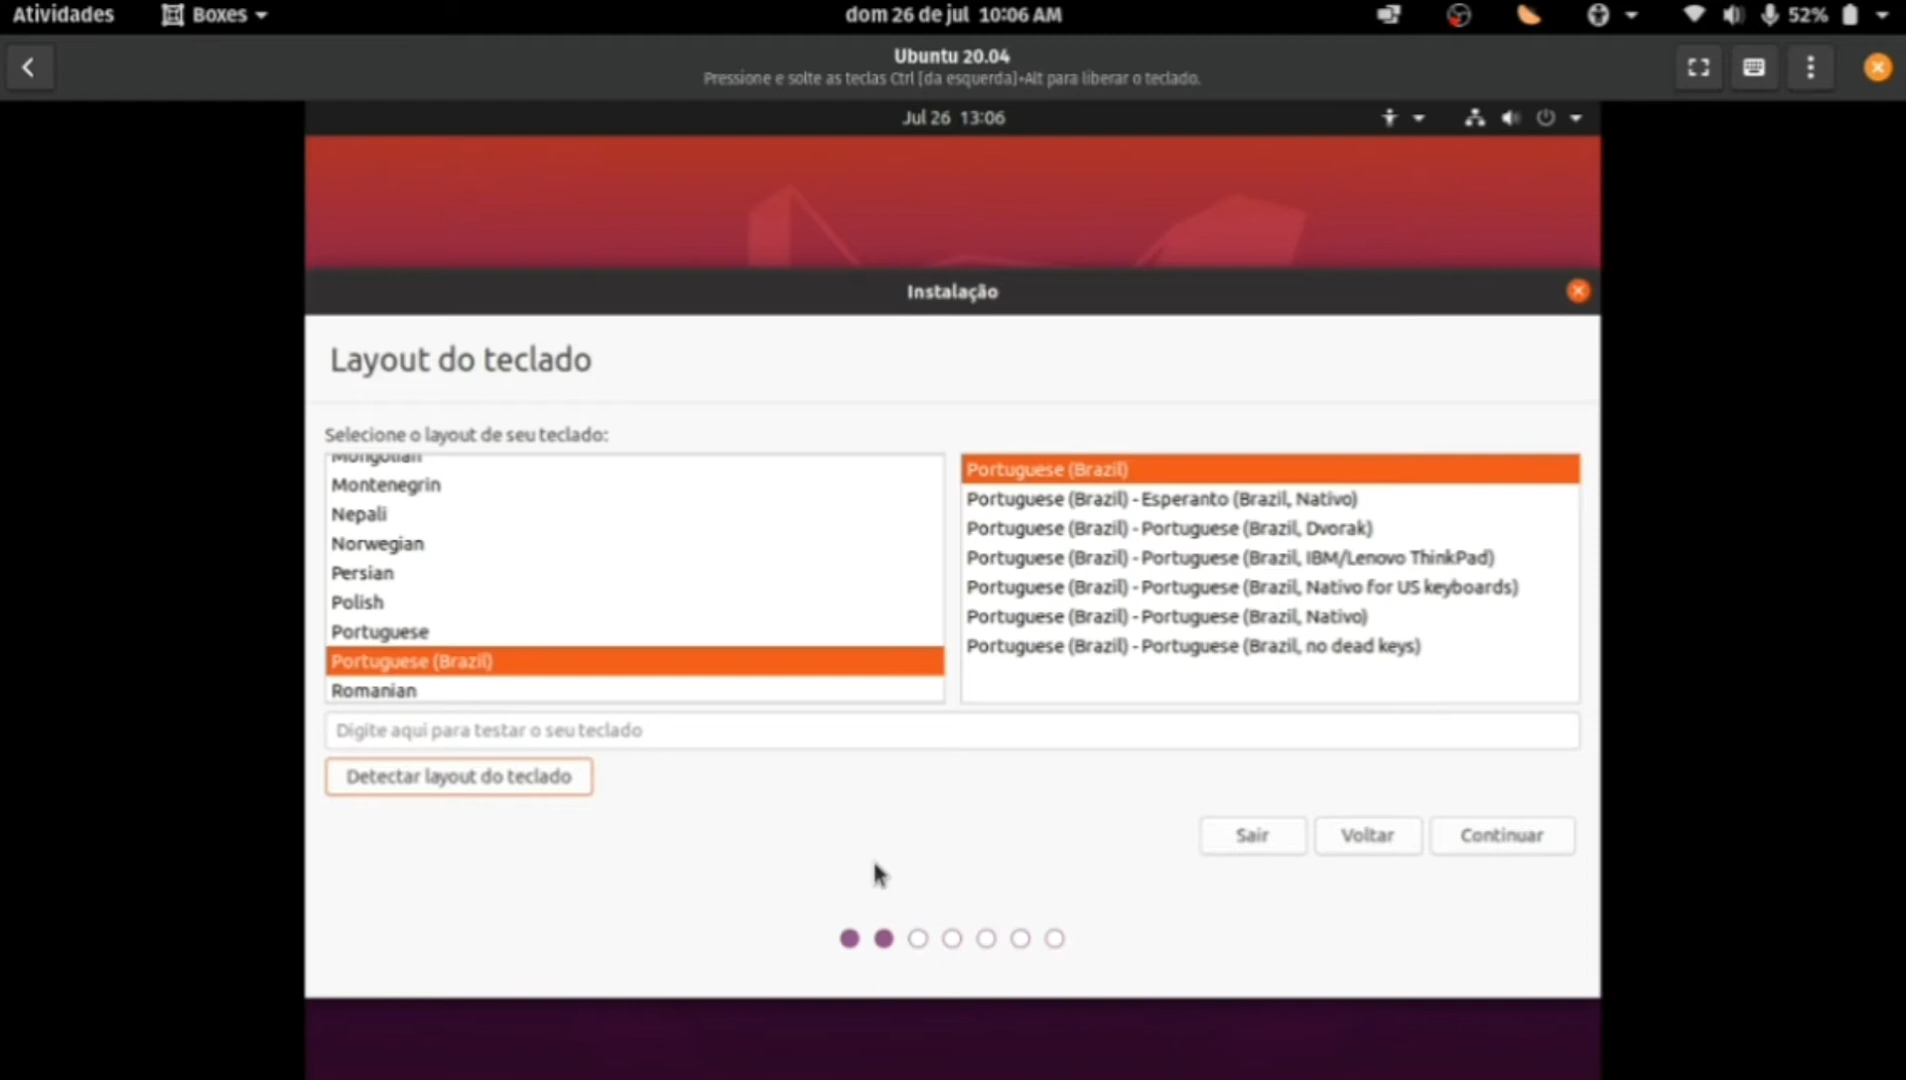 Atividades Boxes dom 26 de jul 10:06 AM 52%
Ubuntu 20.04
Pressione e solte as teclas Ctrl [da esquerda]+Alt para liberar o teclado.
Jul 26 13:06
Instalação
Layout do teclado
Selecione o layout de seu teclado:
Mongolian
Montenegrin
Nepali
Norwegian
Persian
Polish
Portuguese
Portuguese (Brazil)
Romanian
Portuguese (Brazil)
Portuguese (Brazil) - Esperanto (Brazil, Nativo)
Portuguese (Brazil) - Portuguese (Brazil, Dvorak)
Portuguese (Brazil) - Portuguese (Brazil, IBM/Lenovo ThinkPad)
Portuguese (Brazil) - Portuguese (Brazil, Nativo for US keyboards)
Portuguese (Brazil) - Portuguese (Brazil, Nativo)
Portuguese (Brazil) - Portuguese (Brazil, no dead keys)
Digite aqui para testar o seu teclado
Detectar layout do teclado
Sair Voltar Continuar